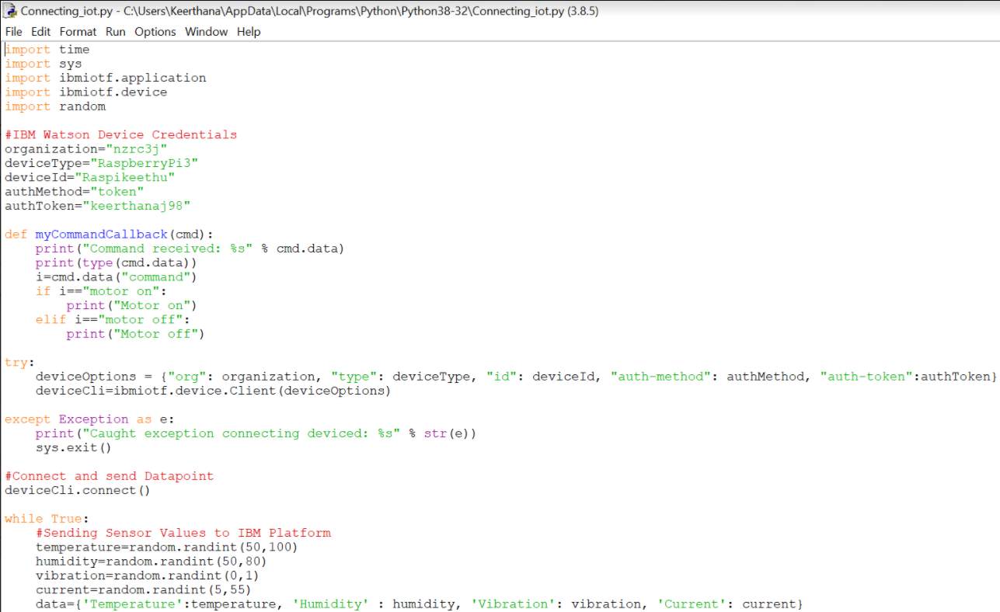 Connecting_iot.py - C:\Users\Keerthana\AppData\Local\Programs\Python\Python38-32\Connecting_iot.py (3.8.5)
File Edit Format Run Options Window Help
import time
import sys
import ibmiotf.application
import ibmiotf.device
import random

#IBM Watson Device Credentials
organization="nzrc3j"
deviceType="RaspberryPi3"
deviceId="Raspikeethu"
authMethod="token"
authToken="keerthanaj98"

def myCommandCallback(cmd):
    print("Command received: %s" % cmd.data)
    print(type(cmd.data))
    i=cmd.data("command")
    if i=="motor on":
        print("Motor on")
    elif i=="motor off":
        print("Motor off")

try:
    deviceOptions = {"org": organization, "type": deviceType, "id": deviceId, "auth-method": authMethod, "auth-token":authToken}
    deviceCli=ibmiotf.device.Client(deviceOptions)

except Exception as e:
    print("Caught exception connecting deviced: %s" % str(e))
    sys.exit()

#Connect and send Datapoint
deviceCli.connect()

while True:
    #Sending Sensor Values to IBM Platform
    temperature=random.randint(50,100)
    humidity=random.randint(50,80)
    vibration=random.randint(0,1)
    current=random.randint(5,55)
    data={'Temperature':temperature, 'Humidity' : humidity, 'Vibration': vibration, 'Current': current}